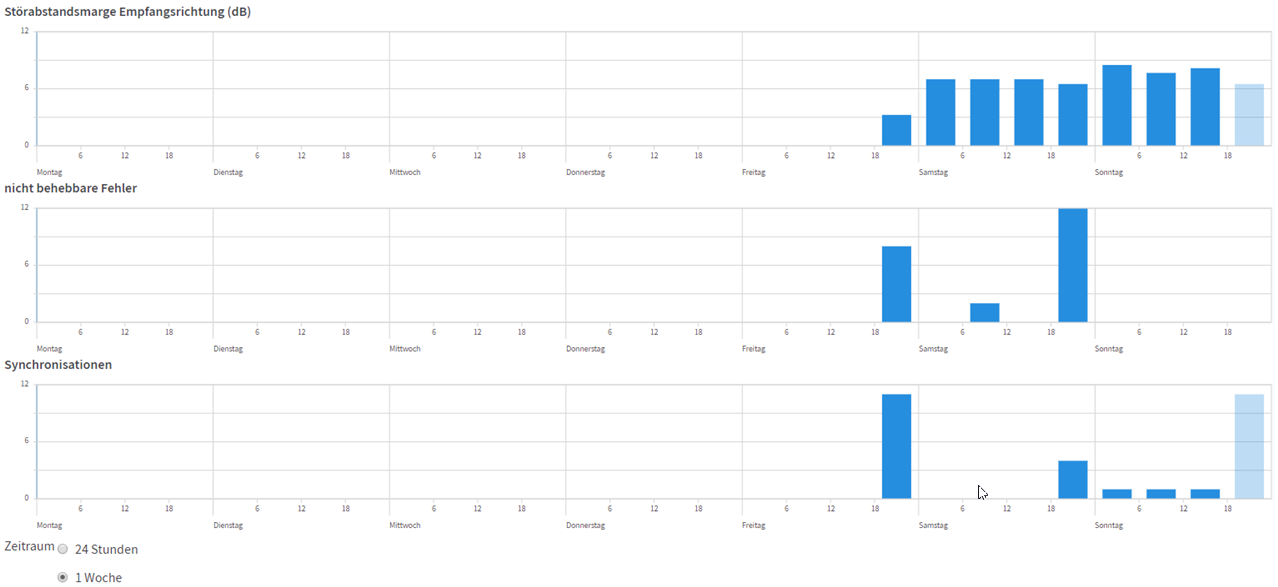 Störabstandsmarge Empfangsrichtung (dB)
12
6
0
6 12 18 6 12 18 6 12 18 6 12 18 6 12 18 6 12 18 6 12 18
Montag Dienstag Mittwoch Donnerstag Freitag Samstag Sonntag
nicht behebbare Fehler
12
6
0
6 12 18 6 12 18 6 12 18 6 12 18 6 12 18 6 12 18 6 12 18
Montag Dienstag Mittwoch Donnerstag Freitag Samstag Sonntag
Synchronisationen
12
6
0
6 12 18 6 12 18 6 12 18 6 12 18 6 12 18 6 12 18 6 12 18
Montag Dienstag Mittwoch Donnerstag Freitag Samstag Sonntag
Zeitraum 24 Stunden
1 Woche